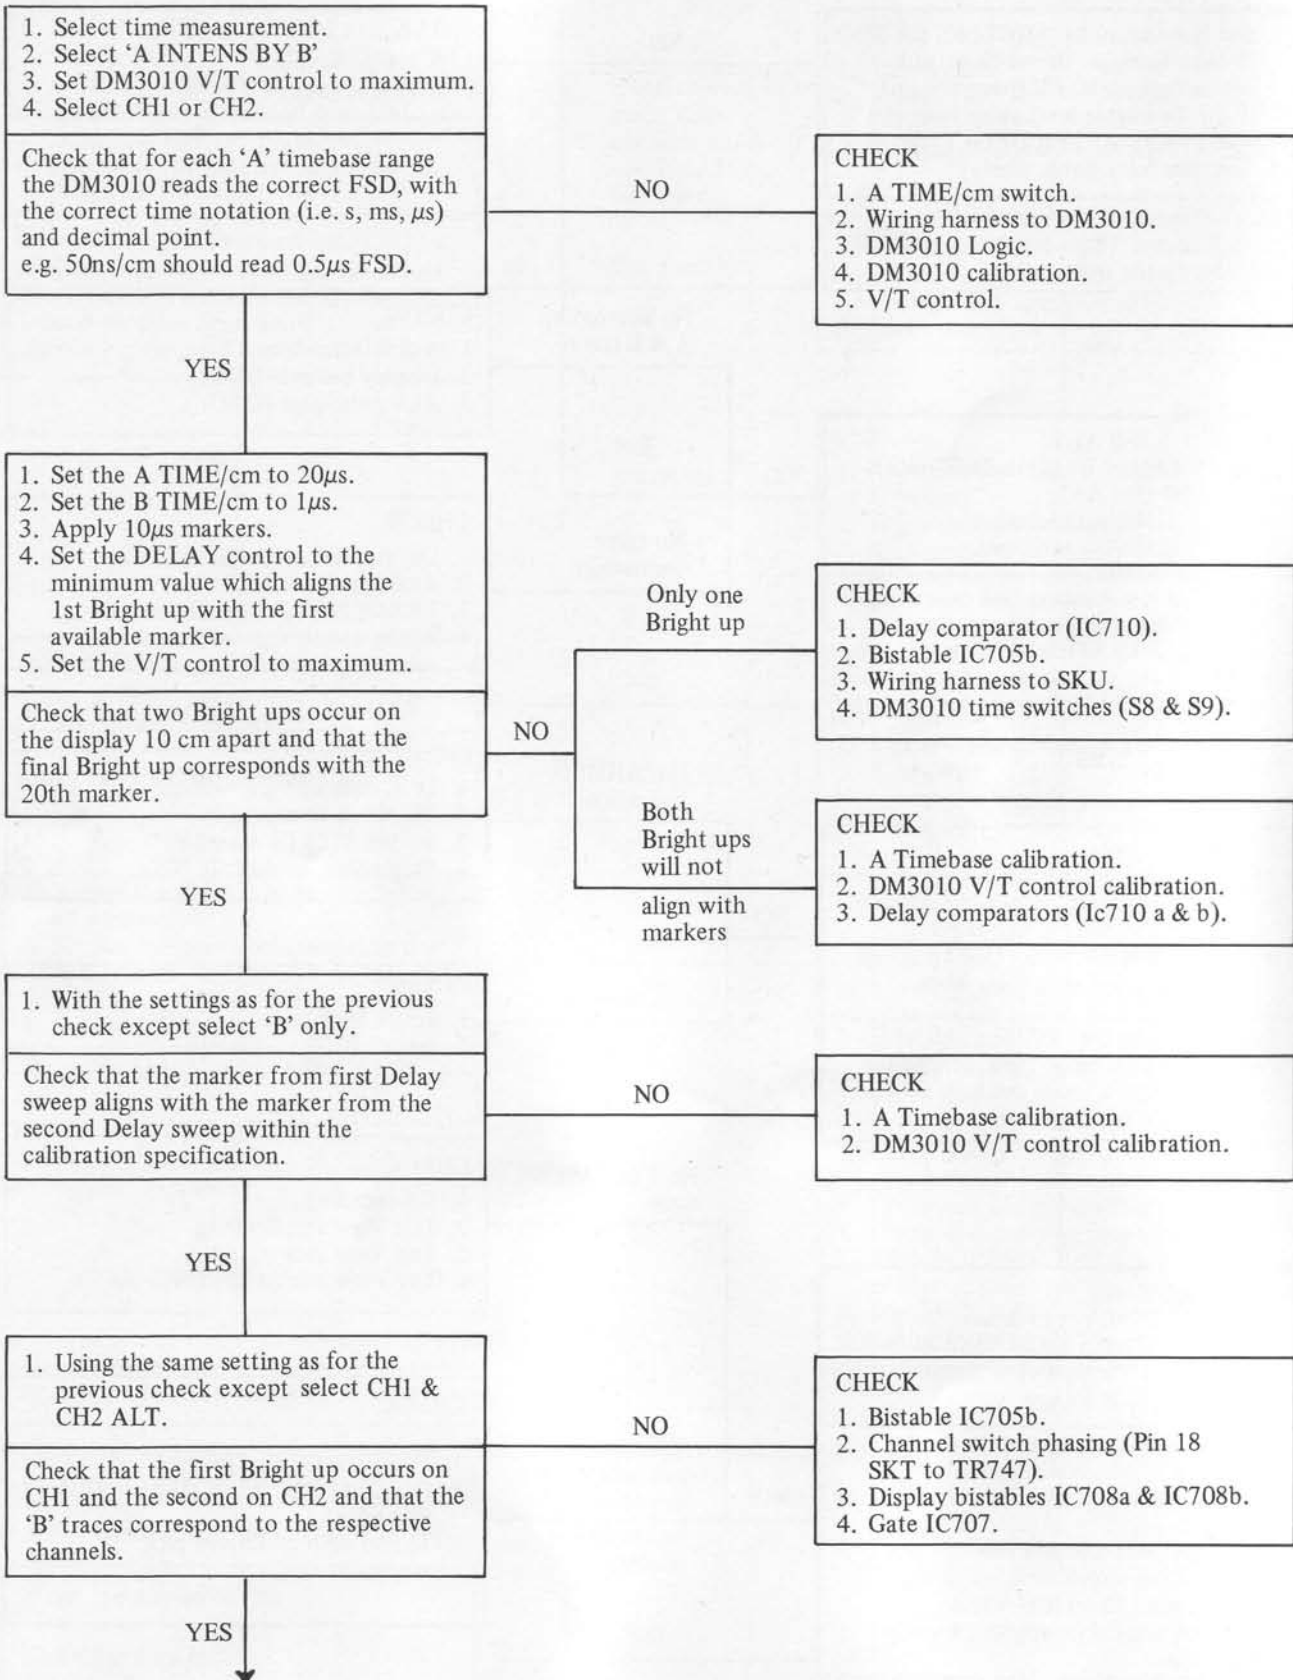 1. Select time measurement.
2. Select ‘A INTENS BY B’
3. Set DM3010 V/T control to maximum.
4. Select CH1 or CH2.
Check that for each ‘A’ timebase range
the DM3010 reads the correct FSD, with
the correct time notation (i.e. s, ms, μs)
and decimal point.
e.g. 50ns/cm should read 0.5μs FSD.
NO
CHECK
1. A TIME/cm switch.
2. Wiring harness to DM3010.
3. DM3010 Logic.
4. DM3010 calibration.
5. V/T control.
YES
1. Set the A TIME/cm to 20μs.
2. Set the B TIME/cm to 1μs.
3. Apply 10μs markers.
4. Set the DELAY control to the
minimum value which aligns the
1st Bright up with the first
available marker.
5. Set the V/T control to maximum.
Check that two Bright ups occur on
the display 10 cm apart and that the
final Bright up corresponds with the
20th marker.
NO
Only one
Bright up
CHECK
1. Delay comparator (IC710).
2. Bistable IC705b.
3. Wiring harness to SKU.
4. DM3010 time switches (S8 & S9).
Both
Bright ups
will not
align with
markers
CHECK
1. A Timebase calibration.
2. DM3010 V/T control calibration.
3. Delay comparators (Ic710 a & b).
YES
1. With the settings as for the previous
check except select ‘B’ only.
Check that the marker from first Delay
sweep aligns with the marker from the
second Delay sweep within the
calibration specification.
NO
CHECK
1. A Timebase calibration.
2. DM3010 V/T control calibration.
YES
1. Using the same setting as for the
previous check except select CH1 &
CH2 ALT.
Check that the first Bright up occurs on
CH1 and the second on CH2 and that the
‘B’ traces correspond to the respective
channels.
NO
CHECK
1. Bistable IC705b.
2. Channel switch phasing (Pin 18
SKT to TR747).
3. Display bistables IC708a & IC708b.
4. Gate IC707.
YES